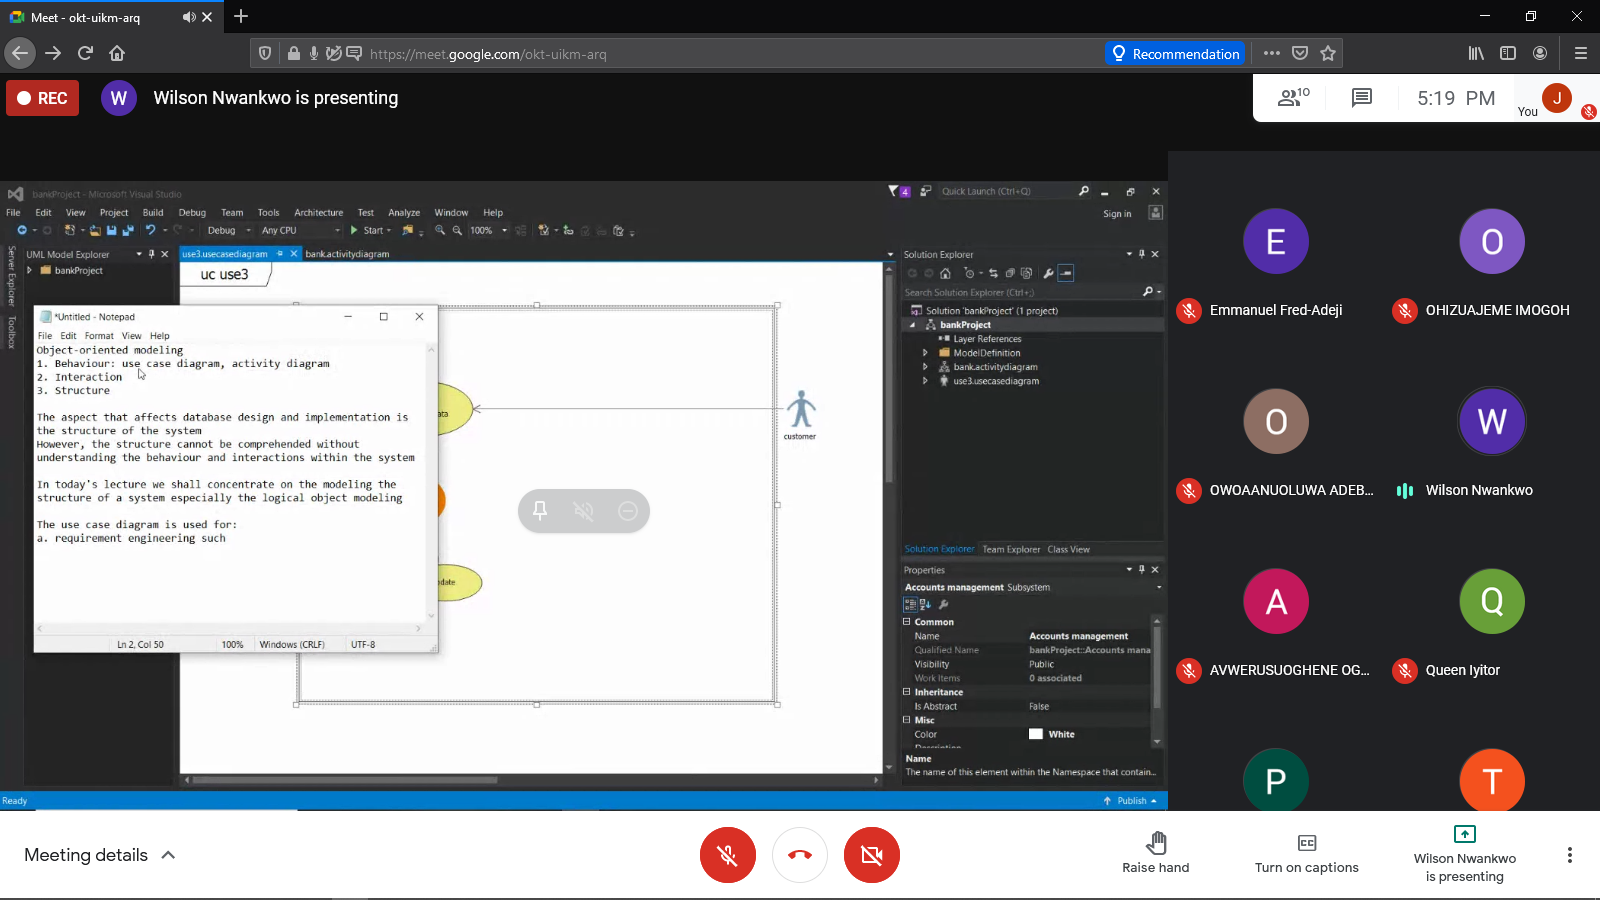 Meet - okt-uikm-arq
https://meet.google.com/okt-uikm-arq
Recommendation
REC
W
Wilson Nwankwo is presenting
10
5:19 PM
You
J
bankProject - Microsoft Visual Studio
4
Quick Launch (Ctrl+Q)
File Edit View Project Build Debug Team Tools Architecture Test Analyze Window Help
Sign in
Debug
Any CPU
Start
100%
Server Explorer
Toolbox
UML Model Explorer
bankProject
use3.usecasediagram
bank.activitydiagram
uc use3
*Untitled - Notepad
File Edit Format View Help
Object-oriented modeling
1. Behaviour: use case diagram, activity diagram
2. Interaction
3. Structure
The aspect that affects database design and implementation is
the structure of the system
However, the structure cannot be comprehended without
understanding the behaviour and interactions within the system
In today's lecture we shall concentrate on the modeling the
structure of a system especially the logical object modeling
The use case diagram is used for:
a. requirement engineering such
Ln 2, Col 50
100%
Windows (CRLF)
UTF-8
customer
Solution Explorer
Search Solution Explorer (Ctrl+;)
Solution 'bankProject' (1 project)
bankProject
Layer References
ModelDefinition
bank.activitydiagram
use3.usecasediagram
Solution Explorer Team Explorer Class View
Properties
Accounts management Subsystem
Common
Name Accounts management
Qualified Name bankProject::Accounts mana
Visibility Public
Work Items 0 associated
Inheritance
Is Abstract False
Misc
Color White
Name
The name of this element within the Namespace that contain...
Ready
Publish
E
Emmanuel Fred-Adeji
O
OHIZUAJEME IMOGOH
O
OWOAANUOLUWA ADEB...
W
Wilson Nwankwo
A
AVWERUSUOGHENE OG...
Q
Queen Iyitor
P
T
Meeting details
Raise hand
Turn on captions
Wilson Nwankwo
is presenting